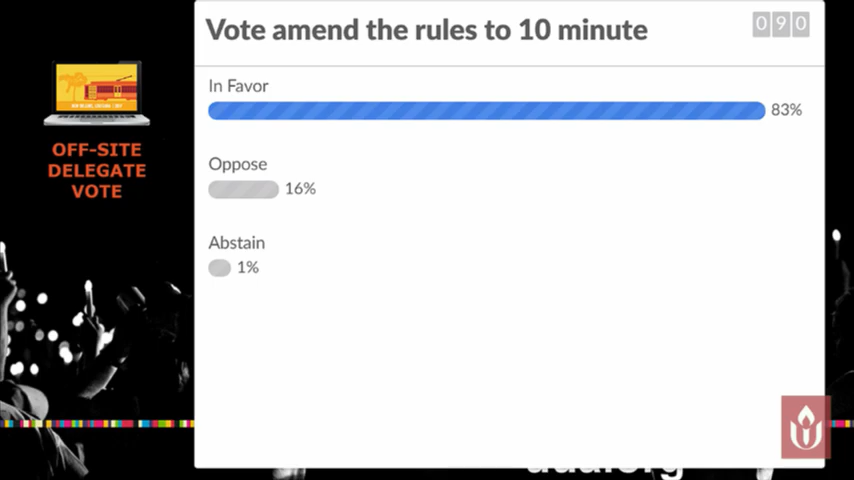 Vote amend the rules to 10 minute
090
In Favor
83%
OFF-SITE
DELEGATE
VOTE
Oppose
16%
Abstain
1%